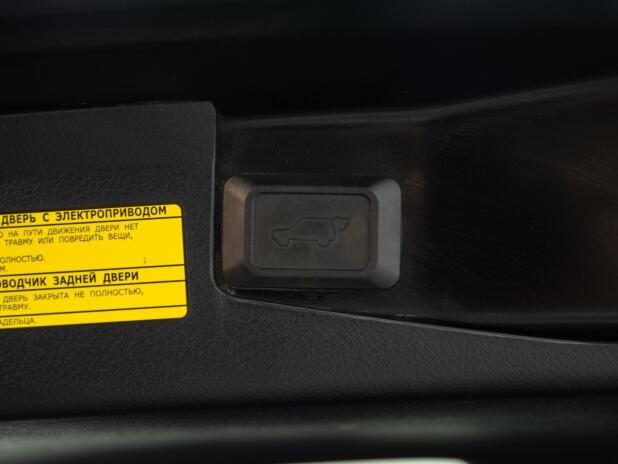 ДВЕРЬ С ЭЛЕКТРОПРИВОДОМ
О НА ПУТИ ДВИЖЕНИЯ ДВЕРИ НЕТ
ТРАВМУ ИЛИ ПОВРЕДИТЬ ВЕЩИ,
ПОЛНОСТЬЮ.
М.
ВОДЧИК ЗАДНЕЙ ДВЕРИ
ДВЕРЬ ЗАКРЫТА НЕ ПОЛНОСТЬЮ,
ТРАВМУ.
АДЕЛЬЦА.